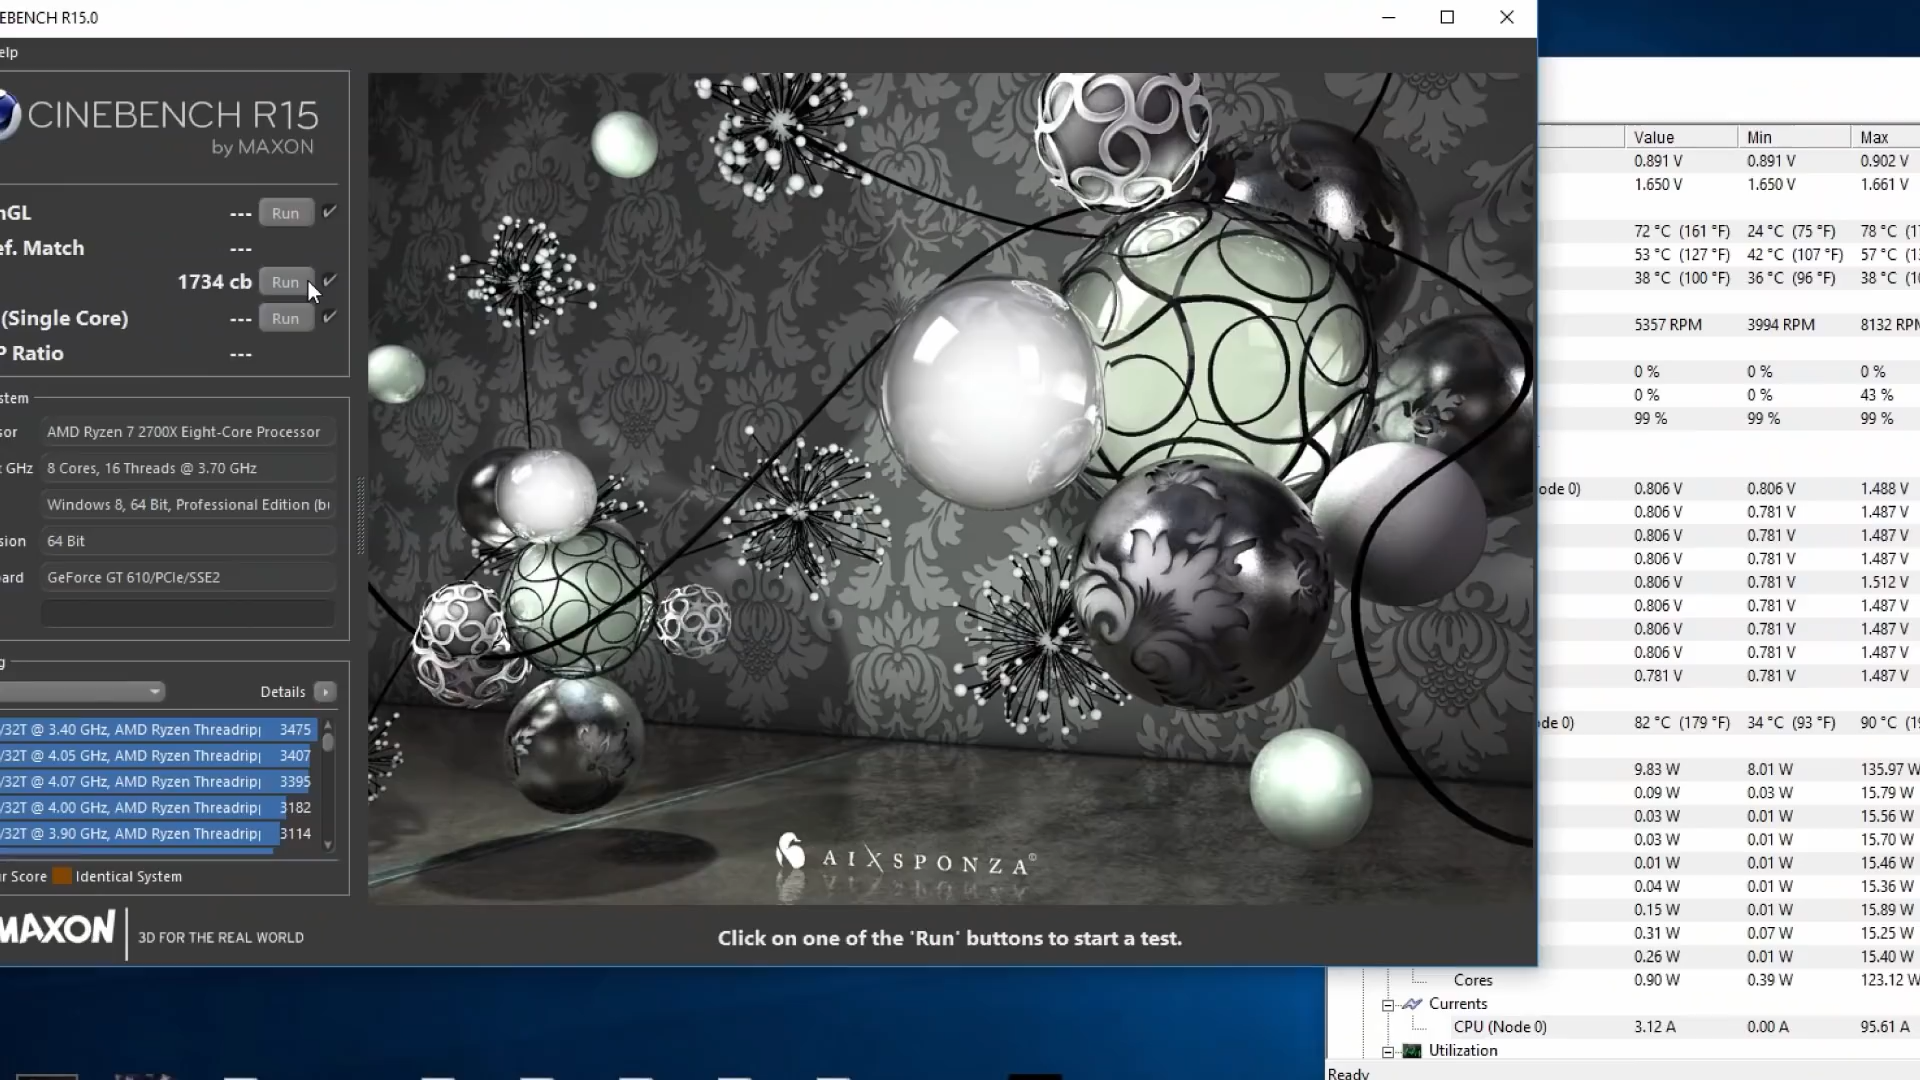 EBENCH R15.0
elp
CINEBENCH R15
by MAXON
nGL --- Run
ef. Match ---
1734 cb Run
(Single Core) --- Run
P Ratio ---
stem
sor AMD Ryzen 7 2700X Eight-Core Processor
GHz 8 Cores, 16 Threads @ 3.70 GHz
Windows 8, 64 Bit, Professional Edition (bu
sion 64 Bit
ard GeForce GT 610/PCIe/SSE2
g
Details
/32T @ 3.40 GHz, AMD Ryzen Threadrip 3475
/32T @ 4.05 GHz, AMD Ryzen Threadrip 3407
/32T @ 4.07 GHz, AMD Ryzen Threadrip 3395
/32T @ 4.00 GHz, AMD Ryzen Threadrip 3182
/32T @ 3.90 GHz, AMD Ryzen Threadrip 3114
r Score Identical System
MAXON 3D FOR THE REAL WORLD
AIXSPONZA®
Click on one of the 'Run' buttons to start a test.
Value Min Max
0.891 V 0.891 V 0.902 V
1.650 V 1.650 V 1.661 V
72 °C (161 °F) 24 °C (75 °F) 78 °C (17
53 °C (127 °F) 42 °C (107 °F) 57 °C (13
38 °C (100 °F) 36 °C (96 °F) 38 °C (10
5357 RPM 3994 RPM 8132 RPM
0 % 0 % 0 %
0 % 0 % 43 %
99 % 99 % 99 %
ode 0) 0.806 V 0.806 V 1.488 V
0.806 V 0.781 V 1.487 V
0.806 V 0.781 V 1.487 V
0.806 V 0.781 V 1.487 V
0.806 V 0.781 V 1.512 V
0.806 V 0.781 V 1.487 V
0.806 V 0.781 V 1.487 V
0.806 V 0.781 V 1.487 V
0.781 V 0.781 V 1.487 V
de 0) 82 °C (179 °F) 34 °C (93 °F) 90 °C (19
9.83 W 8.01 W 135.97 W
0.09 W 0.03 W 15.79 W
0.03 W 0.01 W 15.56 W
0.03 W 0.01 W 15.70 W
0.01 W 0.01 W 15.46 W
0.04 W 0.01 W 15.36 W
0.15 W 0.01 W 15.89 W
0.31 W 0.07 W 15.25 W
0.26 W 0.01 W 15.40 W
Cores 0.90 W 0.39 W 123.12 W
Currents
CPU (Node 0) 3.12 A 0.00 A 95.61 A
Utilization
Ready